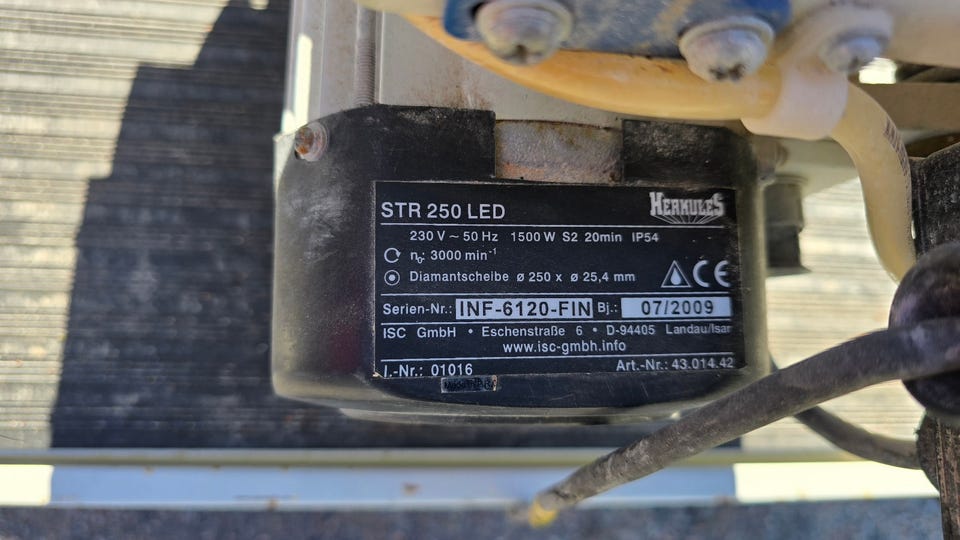 STR 250 LED
HERKULES
230 V ~ 50 Hz 1500 W S2 20min IP54
n₀: 3000 min⁻¹
Diamantscheibe ø 250 x ø 25,4 mm
CE
Serien-Nr.: INF-6120-FIN Bj.: 07/2009
ISC GmbH • Eschenstraße 6 • D-94405 Landau/Isar
www.isc-gmbh.info
I.-Nr.: 01016 Art.-Nr.: 43.014.42